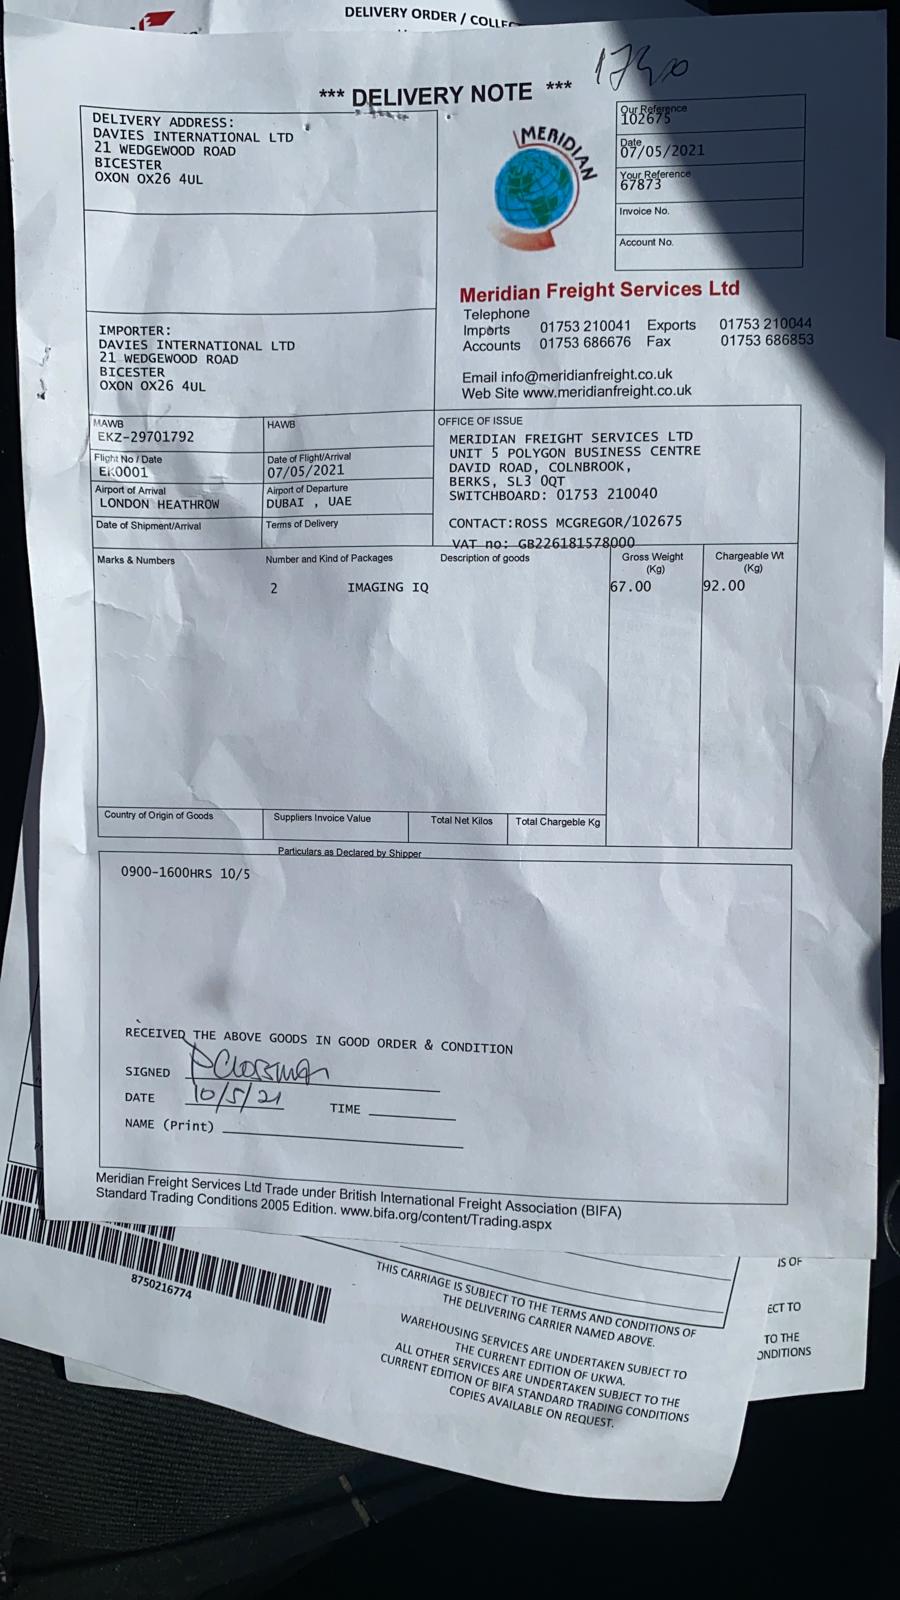 DELIVERY ORDER / COLLEC
*** DELIVERY NOTE ***
DELIVERY ADDRESS:
DAVIES INTERNATIONAL LTD
21 WEDGEWOOD ROAD
BICESTER
OXON OX26 4UL
MERIDIAN
Our Reference
102675
Date
07/05/2021
Your Reference
67873
Invoice No.
Account No.
Meridian Freight Services Ltd
Telephone
Imports 01753 210041 Exports 01753 210044
Accounts 01753 686676 Fax 01753 686853
Email info@meridianfreight.co.uk
Web Site www.meridianfreight.co.uk
IMPORTER:
DAVIES INTERNATIONAL LTD
21 WEDGEWOOD ROAD
BICESTER
OXON OX26 4UL
MAWB HAWB
EKZ-29701792
Flight No / Date Date of Flight/Arrival
EK0001 07/05/2021
Airport of Arrival Airport of Departure
LONDON HEATHROW DUBAI , UAE
Date of Shipment/Arrival Terms of Delivery
OFFICE OF ISSUE
MERIDIAN FREIGHT SERVICES LTD
UNIT 5 POLYGON BUSINESS CENTRE
DAVID ROAD, COLNBROOK,
BERKS, SL3 0QT
SWITCHBOARD: 01753 210040
CONTACT:ROSS MCGREGOR/102675
VAT no: GB226181578000
Marks & Numbers Number and Kind of Packages Description of goods Gross Weight (Kg) Chargeable Wt (Kg)
2 IMAGING IQ 67.00 92.00
Country of Origin of Goods Suppliers Invoice Value Total Net Kilos Total Chargeble Kg
Particulars as Declared by Shipper
0900-1600HRS 10/5
RECEIVED THE ABOVE GOODS IN GOOD ORDER & CONDITION
SIGNED
DATE 10/5/21 TIME
NAME (Print)
Meridian Freight Services Ltd Trade under British International Freight Association (BIFA)
Standard Trading Conditions 2005 Edition. www.bifa.org/content/Trading.aspx
8750216774
THIS CARRIAGE IS SUBJECT TO THE TERMS AND CONDITIONS OF
THE DELIVERING CARRIER NAMED ABOVE.
WAREHOUSING SERVICES ARE UNDERTAKEN SUBJECT TO
THE CURRENT EDITION OF UKWA.
ALL OTHER SERVICES ARE UNDERTAKEN SUBJECT TO THE
CURRENT EDITION OF BIFA STANDARD TRADING CONDITIONS
COPIES AVAILABLE ON REQUEST.
IS OF
ECT TO
TO THE
ONDITIONS